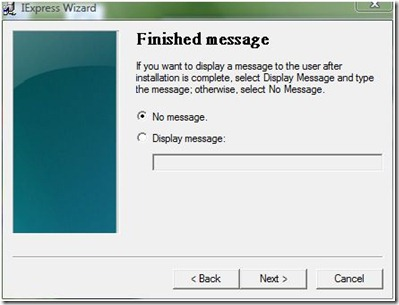 IExpress Wizard
Finished message
If you want to display a message to the user after
installation is complete, select Display Message and type
the message; otherwise, select No Message.
No message.
Display message:
< Back
Next >
Cancel